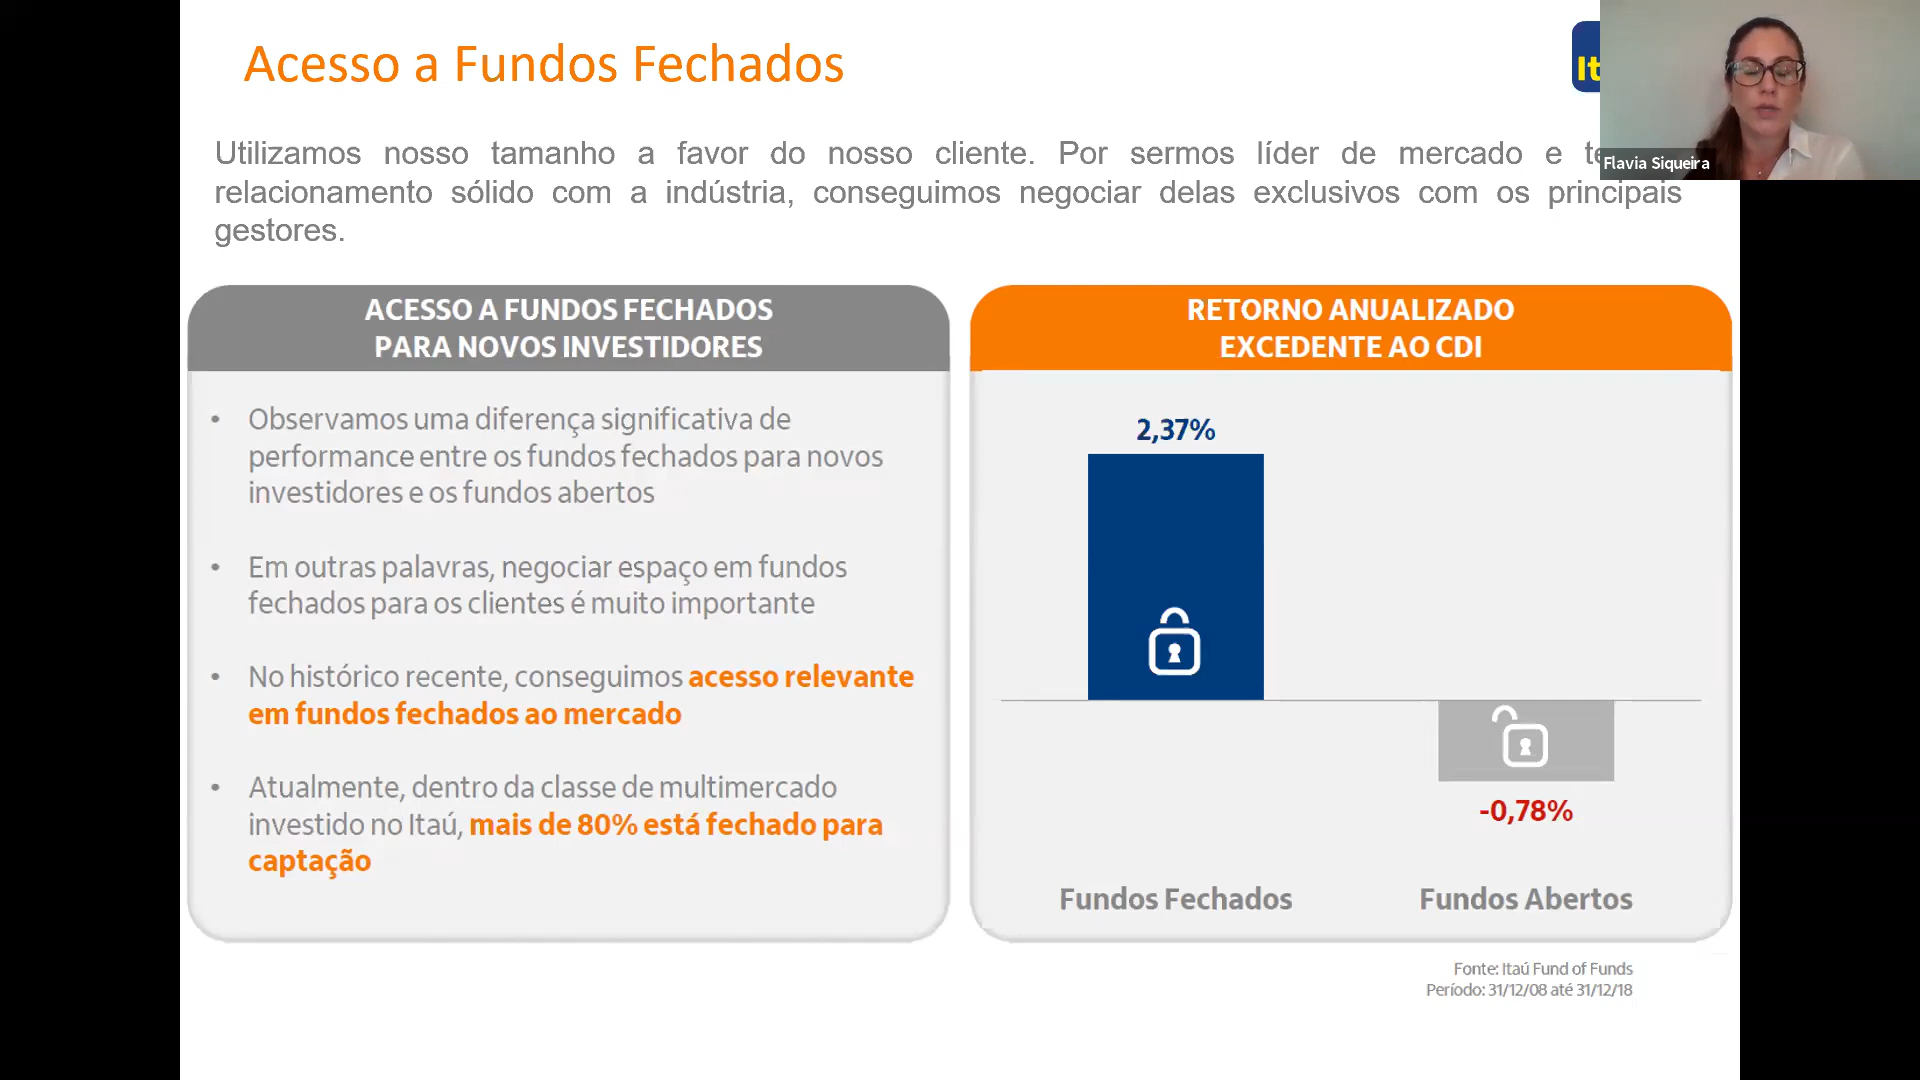 Acesso a Fundos Fechados
It
Flavia Siqueira
Utilizamos nosso tamanho a favor do nosso cliente. Por sermos líder de mercado e
relacionamento sólido com a indústria, conseguimos negociar delas exclusivos com os principais
gestores.
ACESSO A FUNDOS FECHADOS
PARA NOVOS INVESTIDORES
• Observamos uma diferença significativa de
performance entre os fundos fechados para novos
investidores e os fundos abertos
• Em outras palavras, negociar espaço em fundos
fechados para os clientes é muito importante
• No histórico recente, conseguimos acesso relevante
em fundos fechados ao mercado
• Atualmente, dentro da classe de multimercado
investido no Itaú, mais de 80% está fechado para
captação
RETORNO ANUALIZADO
EXCEDENTE AO CDI
2,37%
-0,78%
Fundos Fechados
Fundos Abertos
Fonte: Itaú Fund of Funds
Período: 31/12/08 até 31/12/18